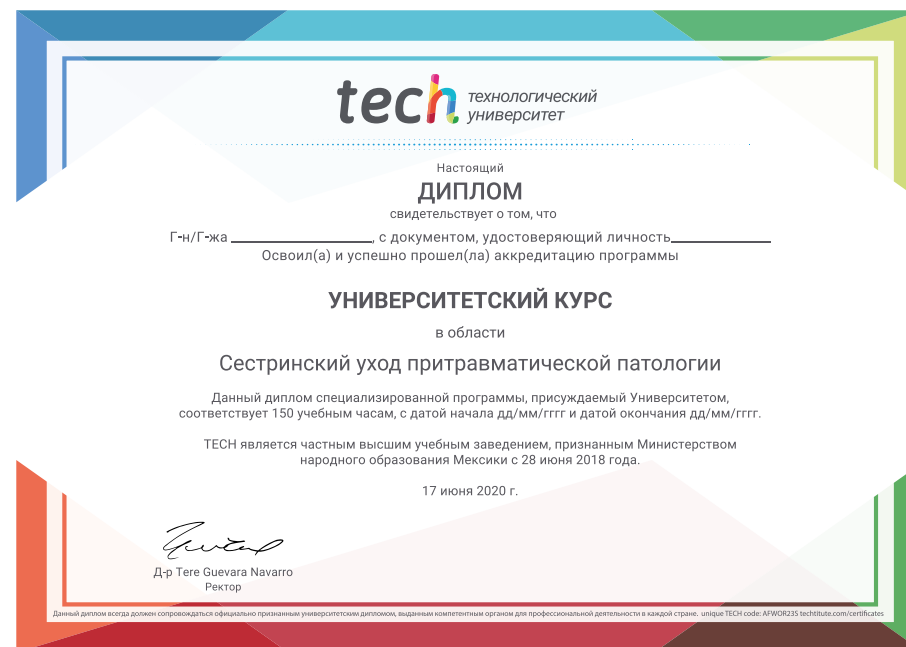 tech технологический
университет
Настоящий
ДИПЛОМ
свидетельствует о том, что
Г-н/Г-жа ____________________, с документом, удостоверяющий личность______________
Освоил(а) и успешно прошел(ла) аккредитацию программы
УНИВЕРСИТЕТСКИЙ КУРС
в области
Сестринский уход притравматической патологии
Данный диплом специализированной программы, присуждаемый Университетом,
соответствует 150 учебным часам, с датой начала дд/мм/гггг и датой окончания дд/мм/гггг.
TECH является частным высшим учебным заведением, признанным Министерством
народного образования Мексики с 28 июня 2018 года.
17 июня 2020 г.
Д-р Tere Guevara Navarro
Ректор
Данный диплом всегда должен сопровождаться официально признанным университетским дипломом, выданным компетентным органом для профессиональной деятельности в каждой стране. unique TECH code: AFWOR23S techtitute.com/certificates